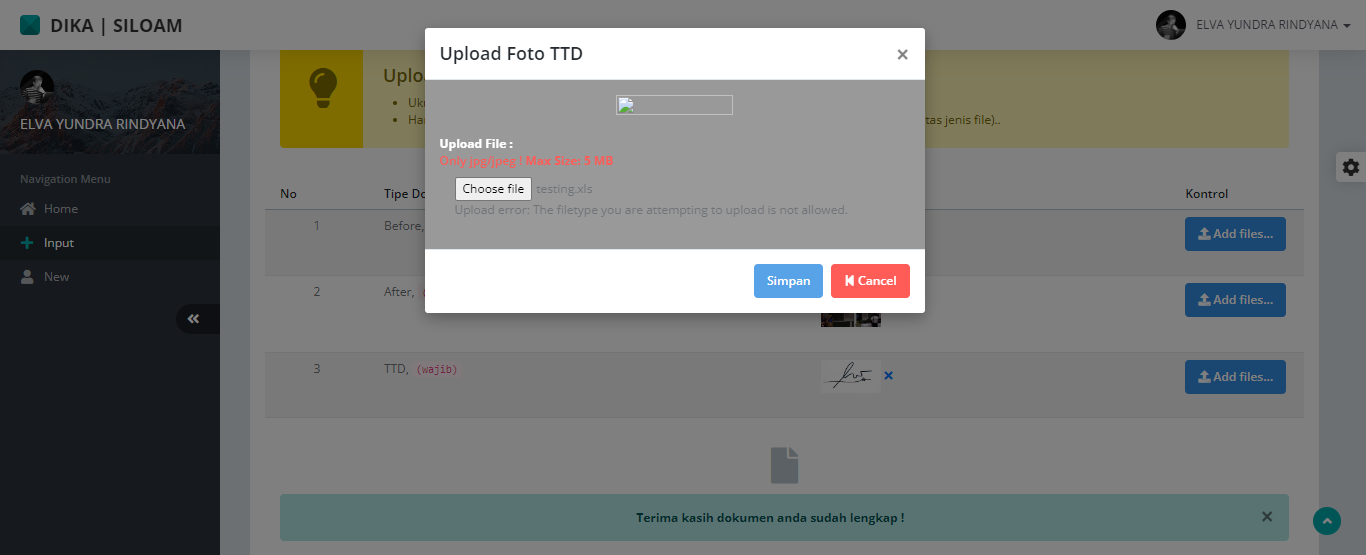 DIKA | SILOAM
ELVA YUNDRA RINDYANA
Upload Foto TTD
×
ELVA YUNDRA RINDYANA
Navigation Menu
Home
Input
New
Uplo
Uku
Har
tas jenis file)..
Upload File :
Only jpg/jpeg ! Max Size: 5 MB
Choose file testing.xls
Upload error: The filetype you are attempting to upload is not allowed.
Simpan
Cancel
No
Tipe Do
Kontrol
1
Before,
Add files...
2
After,
Add files...
3
TTD, (wajib)
Add files...
Terima kasih dokumen anda sudah lengkap !
×